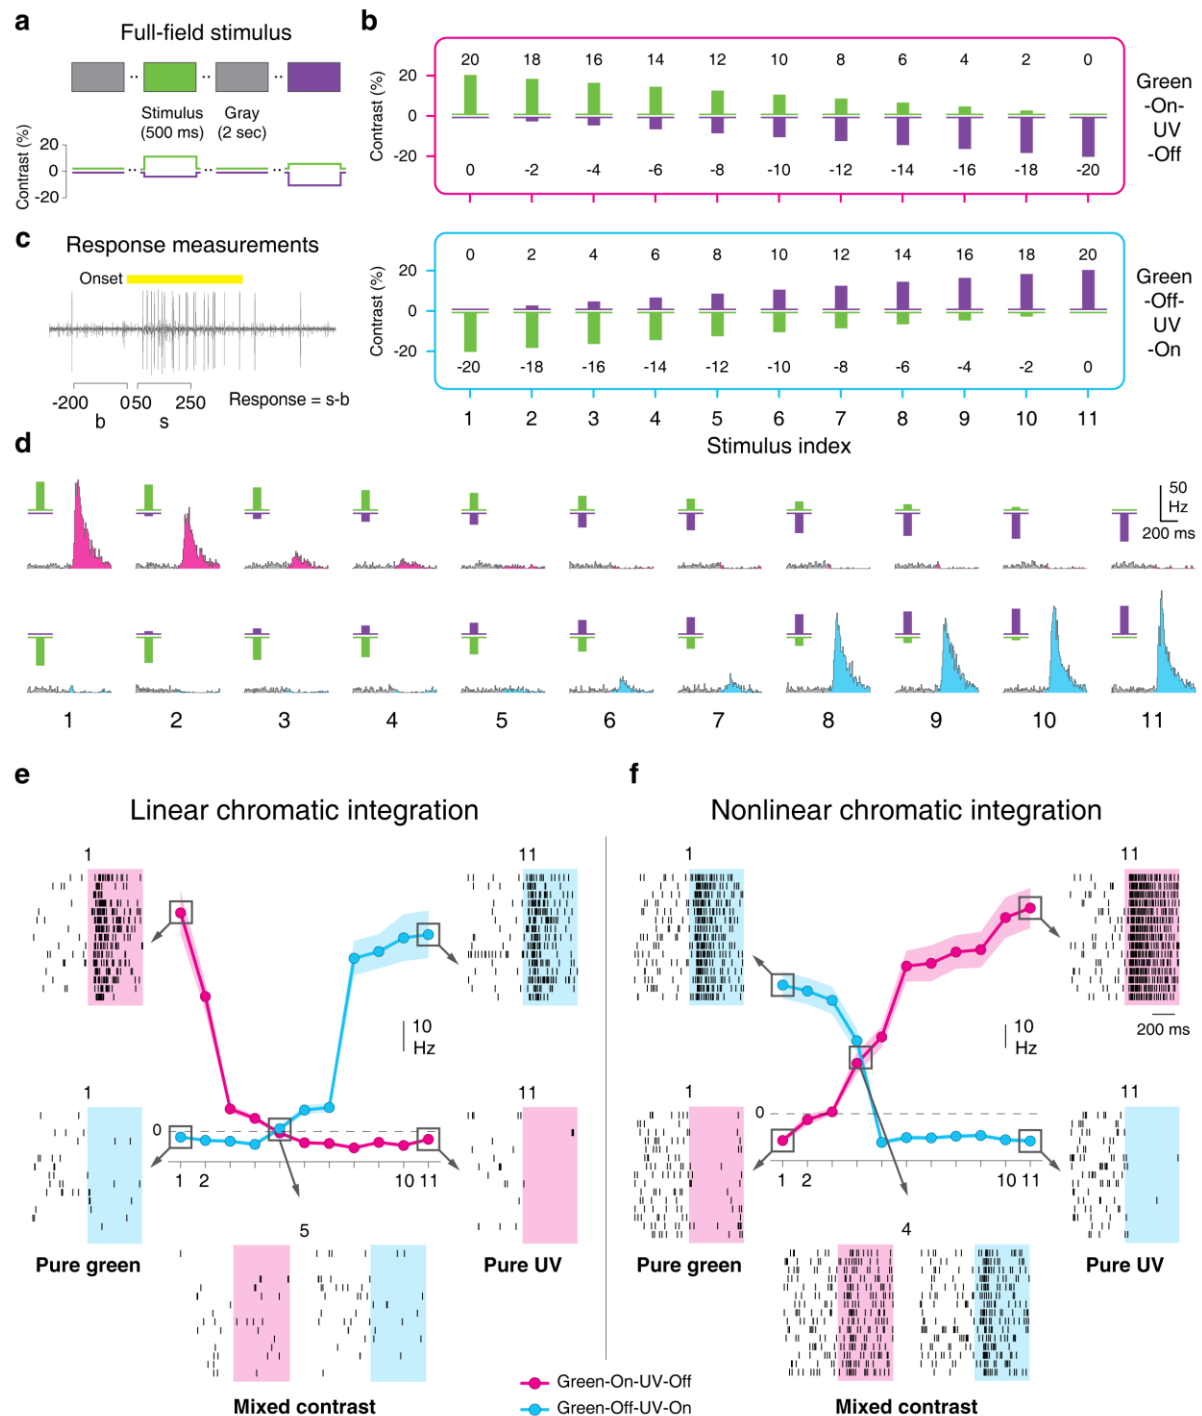 a
Full-field stimulus
Stimulus
(500 ms)
Gray
(2 sec)
Contrast (%)
20
0
-20
b
20 18 16 14 12 10 8 6 4 2 0
Contrast (%)
20
0
-20
0 -2 -4 -6 -8 -10 -12 -14 -16 -18 -20
Green
-On-
UV
-Off
0 2 4 6 8 10 12 14 16 18 20
Contrast (%)
20
0
-20
-20 -18 -16 -14 -12 -10 -8 -6 -4 -2 0
Green
-Off-
UV
-On
1 2 3 4 5 6 7 8 9 10 11
Stimulus index
c
Response measurements
Onset
-200 0 50 250
b s
Response = s-b
d
50
Hz
200 ms
1 2 3 4 5 6 7 8 9 10 11
e
Linear chromatic integration
1
11
10
Hz
1
11
0
1 2 10 11
5
Pure green
Pure UV
Mixed contrast
f
Nonlinear chromatic integration
1
11
10
Hz
200 ms
1
11
0
1 2 10 11
4
Pure green
Pure UV
Mixed contrast
Green-On-UV-Off
Green-Off-UV-On